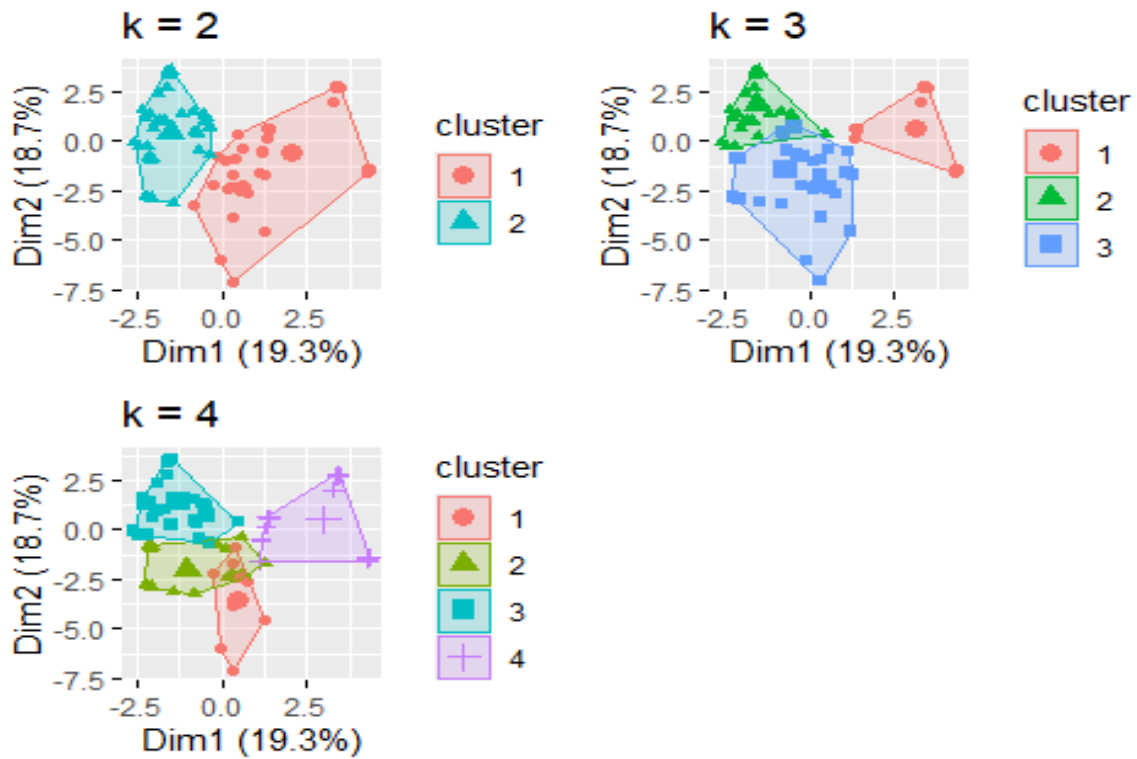 k = 2
Dim2 (18.7%)
2.5
0.0
-2.5
-5.0
-7.5
-2.5 0.0 2.5
Dim1 (19.3%)
cluster
1
2
k = 3
Dim2 (18.7%)
2.5
0.0
-2.5
-5.0
-7.5
-2.5 0.0 2.5
Dim1 (19.3%)
cluster
1
2
3
k = 4
Dim2 (18.7%)
2.5
0.0
-2.5
-5.0
-7.5
-2.5 0.0 2.5
Dim1 (19.3%)
cluster
1
2
3
4